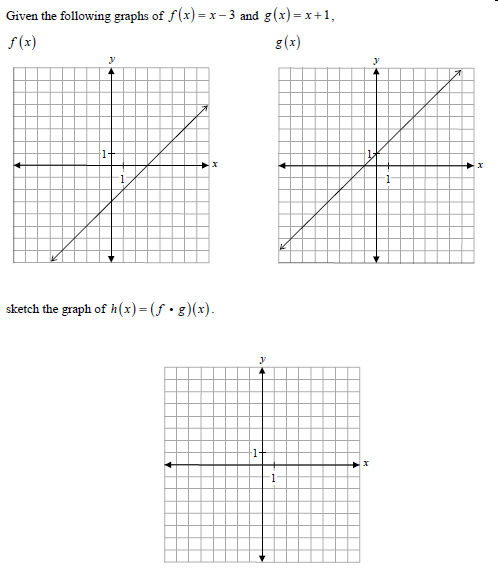 Given the following graphs of f(x) = x − 3 and g(x) = x + 1,
f(x) g(x)
y y
1 1
x x
1 1
sketch the graph of h(x) = (f • g)(x).
y
1
x
1